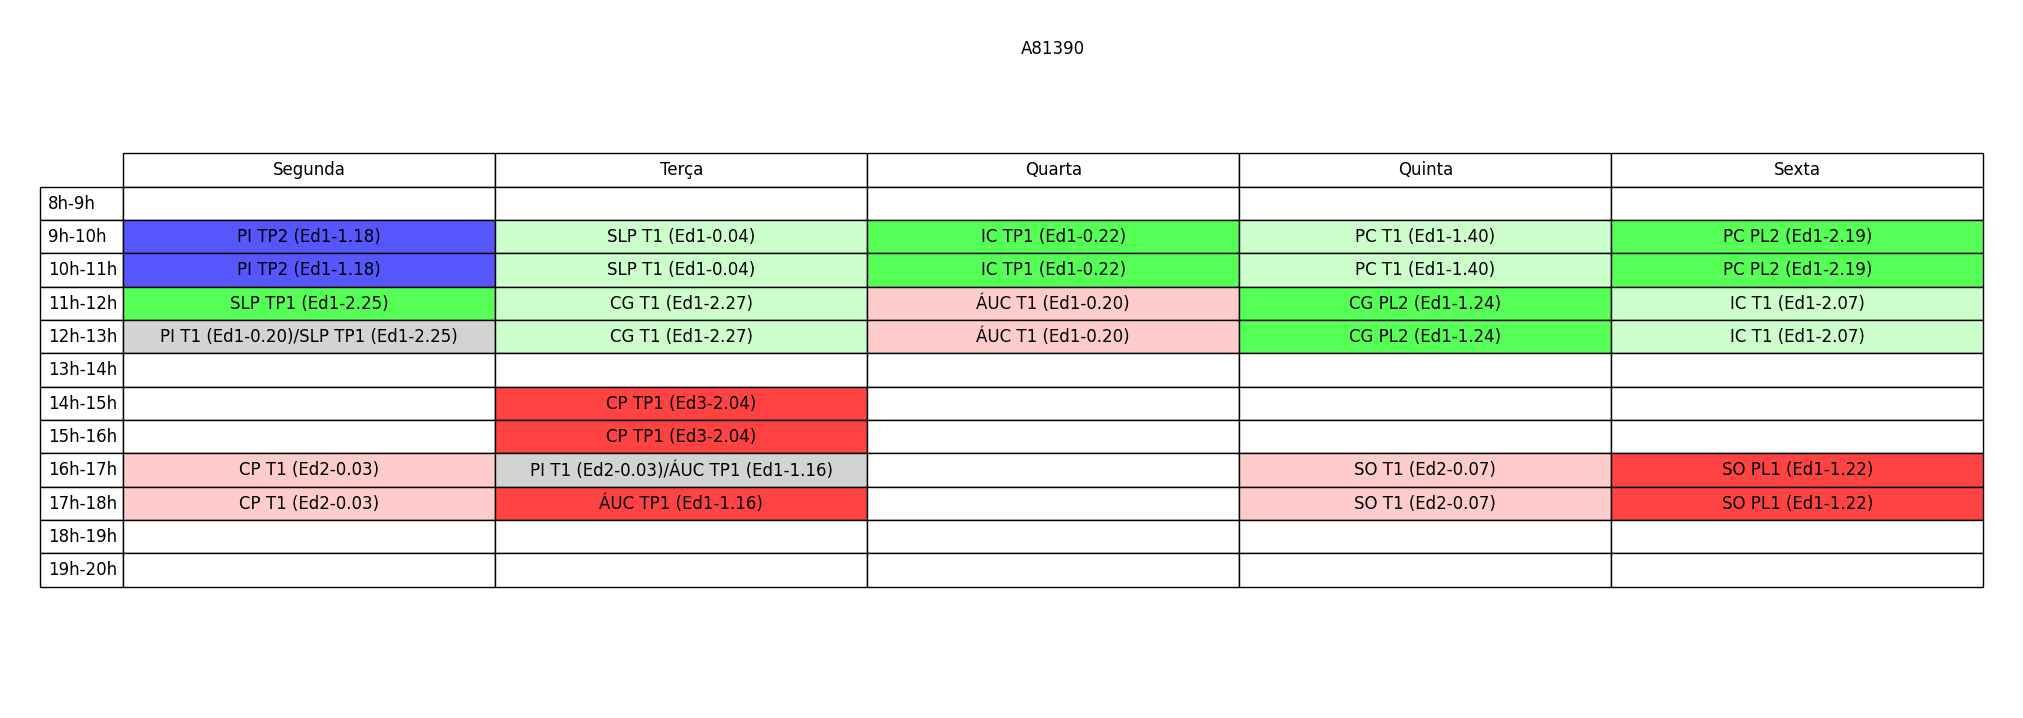 A81390
Segunda Terça Quarta Quinta Sexta
8h-9h
9h-10h PI TP2 (Ed1-1.18) SLP T1 (Ed1-0.04) IC TP1 (Ed1-0.22) PC T1 (Ed1-1.40) PC PL2 (Ed1-2.19)
10h-11h PI TP2 (Ed1-1.18) SLP T1 (Ed1-0.04) IC TP1 (Ed1-0.22) PC T1 (Ed1-1.40) PC PL2 (Ed1-2.19)
11h-12h SLP TP1 (Ed1-2.25) CG T1 (Ed1-2.27) ÁUC T1 (Ed1-0.20) CG PL2 (Ed1-1.24) IC T1 (Ed1-2.07)
12h-13h PI T1 (Ed1-0.20)/SLP TP1 (Ed1-2.25) CG T1 (Ed1-2.27) ÁUC T1 (Ed1-0.20) CG PL2 (Ed1-1.24) IC T1 (Ed1-2.07)
13h-14h
14h-15h CP TP1 (Ed3-2.04)
15h-16h CP TP1 (Ed3-2.04)
16h-17h CP T1 (Ed2-0.03) PI T1 (Ed2-0.03)/ÁUC TP1 (Ed1-1.16) SO T1 (Ed2-0.07) SO PL1 (Ed1-1.22)
17h-18h CP T1 (Ed2-0.03) ÁUC TP1 (Ed1-1.16) SO T1 (Ed2-0.07) SO PL1 (Ed1-1.22)
18h-19h
19h-20h